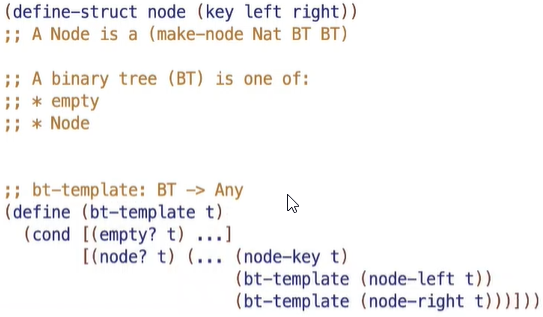 (define-struct node (key left right))
;; A Node is a (make-node Nat BT BT)
;; A binary tree (BT) is one of:
;; * empty
;; * Node
;; bt-template: BT -> Any
(define (bt-template t)
(cond [(empty? t) ...]
[(node? t) (... (node-key t)
(bt-template (node-left t))
(bt-template (node-right t)))]))